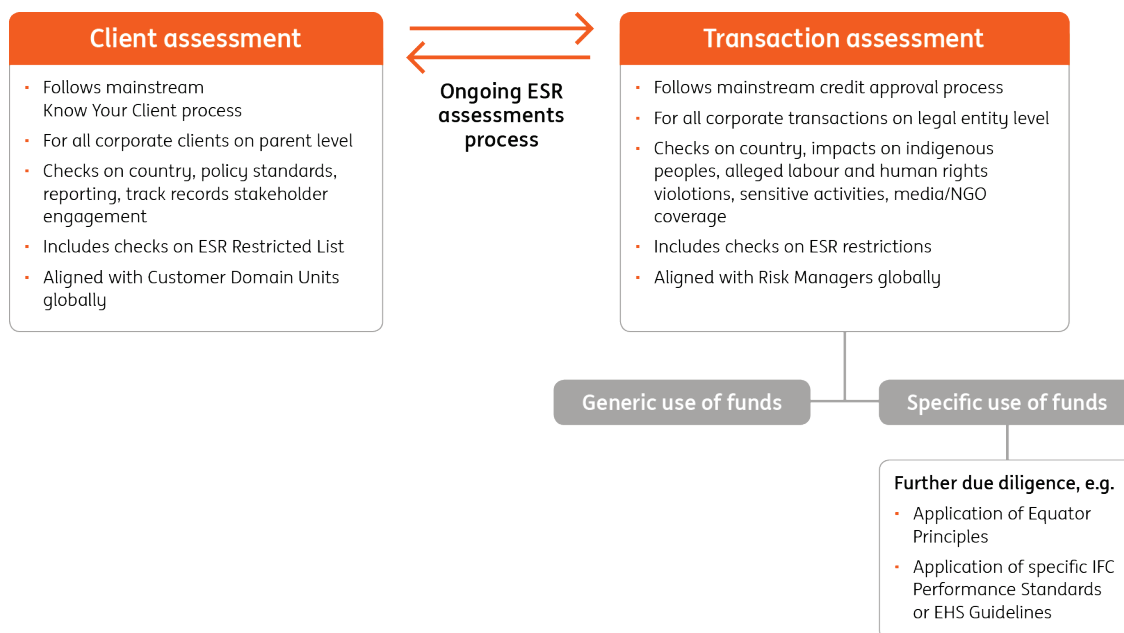 Client assessment
· Follows mainstream
Know Your Client process
· For all corporate clients on parent level
· Checks on country, policy standards,
reporting, track records stakeholder
engagement
· Includes checks on ESR Restricted List
· Aligned with Customer Domain Units
globally
Ongoing ESR
assessments
process
Transaction assessment
· Follows mainstream credit approval process
· For all corporate transactions on legal entity level
· Checks on country, impacts on indigenous
peoples, alleged labour and human rights
violotions, sensitive activities, media/NGO
coverage
· Includes checks on ESR restrictions
· Aligned with Risk Managers globally
Generic use of funds
Specific use of funds
Further due diligence, e.g.
· Application of Equator
Principles
· Application of specific IFC
Performance Standards
or EHS Guidelines